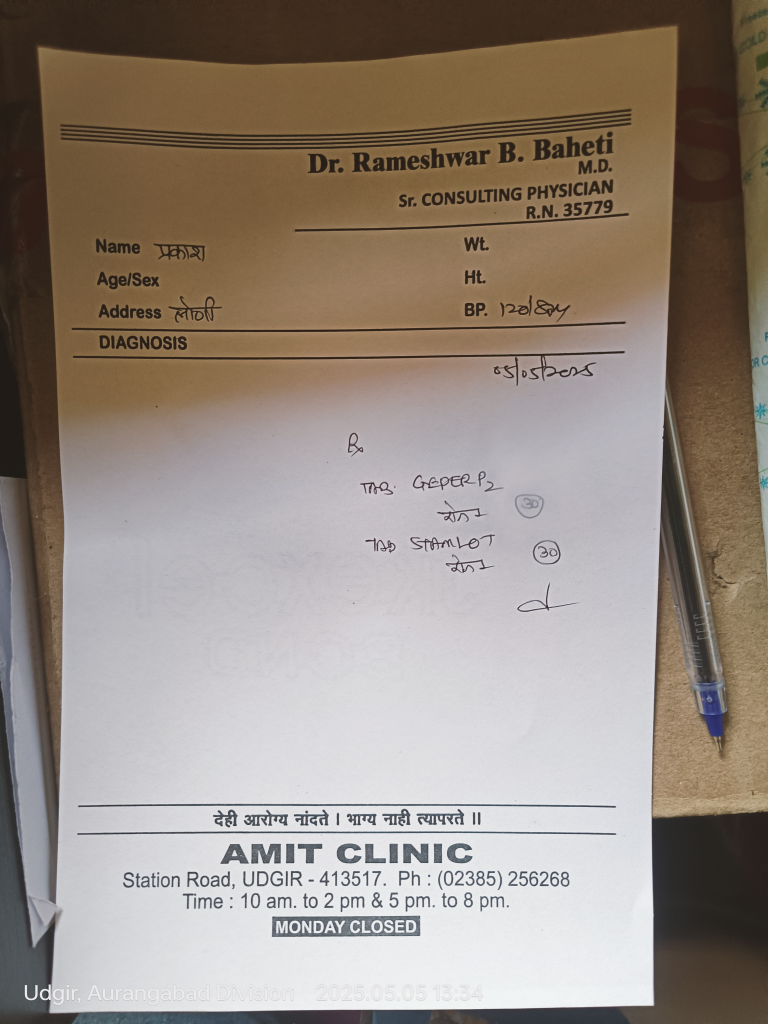 Dr. Rameshwar B. Baheti
M.D.
Sr. CONSULTING PHYSICIAN
R.N. 35779
Name प्रकाश
Wt.
Age/Sex
Ht.
Address लोणी
BP. 120/80
DIAGNOSIS
05/05/2025
Rx
TAB. GEPER P2
रोज 1 30
TAB STAMLOT
रोज 1 30
देही आरोग्य नांदते । भाग्य नाही त्यापरते ॥
AMIT CLINIC
Station Road, UDGIR - 413517. Ph : (02385) 256268
Time : 10 am. to 2 pm & 5 pm. to 8 pm.
MONDAY CLOSED
Udgir, Aurangabad Division 2025.05.05 13:34